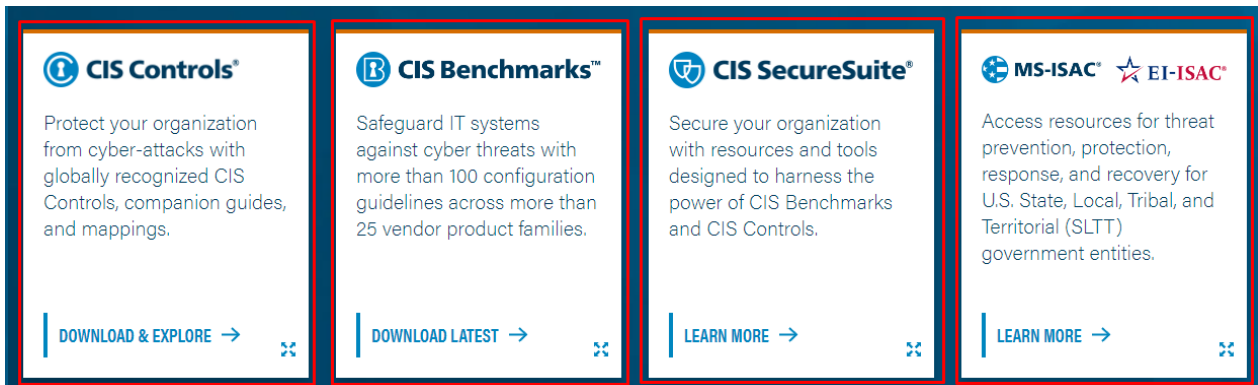 CIS Controls®
Protect your organization
from cyber-attacks with
globally recognized CIS
Controls, companion guides,
and mappings.
DOWNLOAD & EXPLORE →
CIS Benchmarks™
Safeguard IT systems
against cyber threats with
more than 100 configuration
guidelines across more than
25 vendor product families.
DOWNLOAD LATEST →
CIS SecureSuite®
Secure your organization
with resources and tools
designed to harness the
power of CIS Benchmarks
and CIS Controls.
LEARN MORE →
MS-ISAC® EI-ISAC®
Access resources for threat
prevention, protection,
response, and recovery for
U.S. State, Local, Tribal, and
Territorial (SLTT)
government entities.
LEARN MORE →